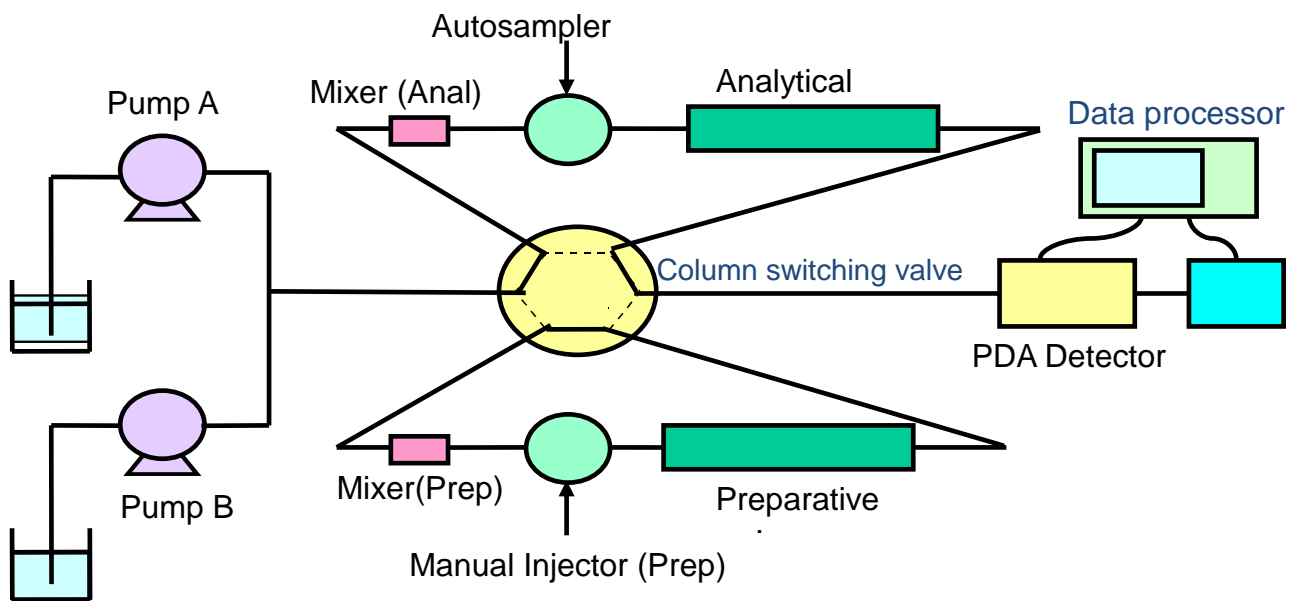 Autosampler
Mixer (Anal)
Analytical
Pump A
Data processor
Column switching valve
PDA Detector
Mixer(Prep)
Preparative
Pump B
Manual Injector (Prep)